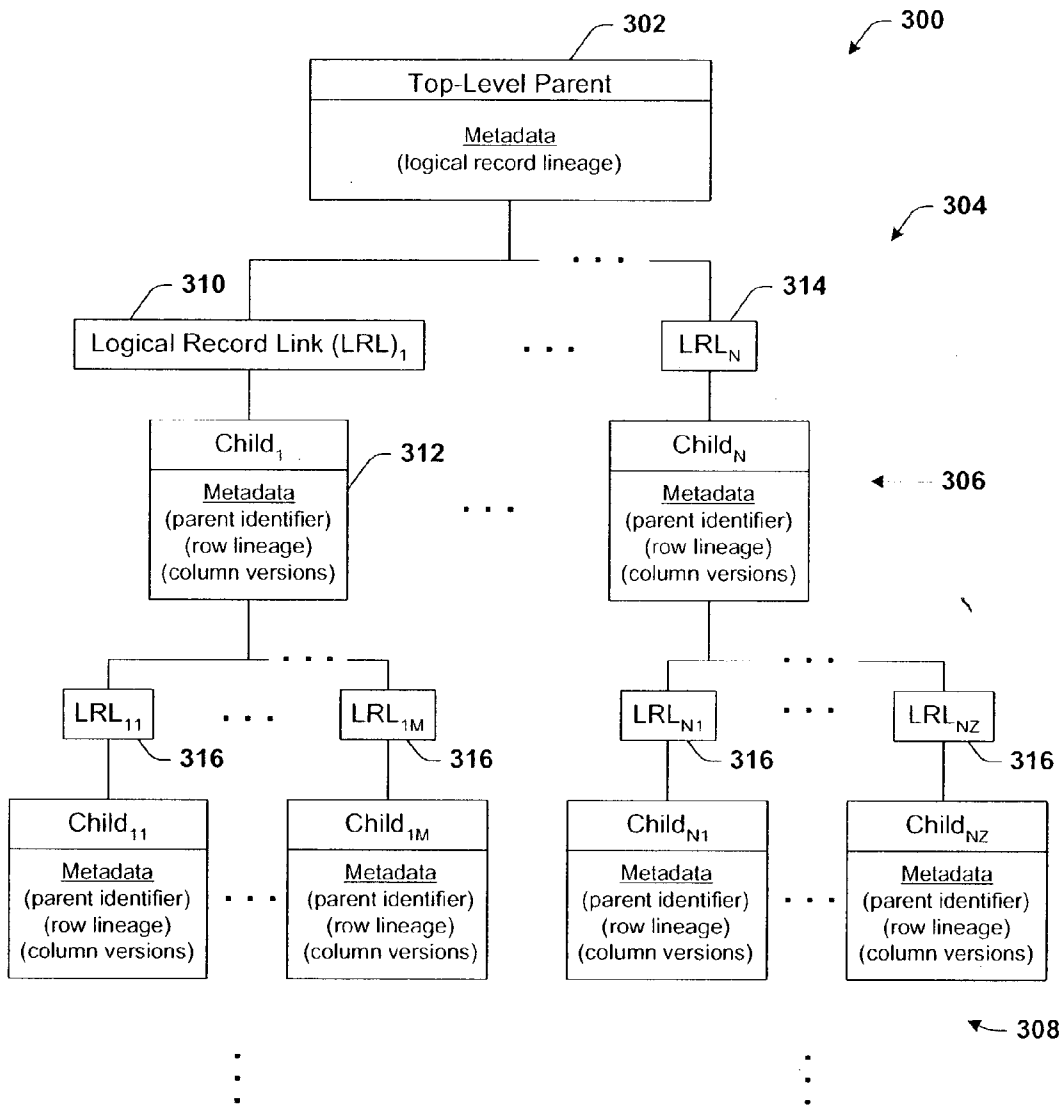 302
300
Top-Level Parent
Metadata
(logical record lineage)
304
310
314
Logical Record Link (LRL)1
. . .
LRLN
Child1
312
Metadata
(parent identifier)
(row lineage)
(column versions)
. . .
ChildN
Metadata
(parent identifier)
(row lineage)
(column versions)
306
LRL11
. . .
LRL1M
LRLN1
. . .
LRLNZ
316
316
316
316
Child11
Metadata
(parent identifier)
(row lineage)
(column versions)
. . .
Child1M
Metadata
(parent identifier)
(row lineage)
(column versions)
ChildN1
Metadata
(parent identifier)
(row lineage)
(column versions)
. . .
ChildNZ
Metadata
(parent identifier)
(row lineage)
(column versions)
308